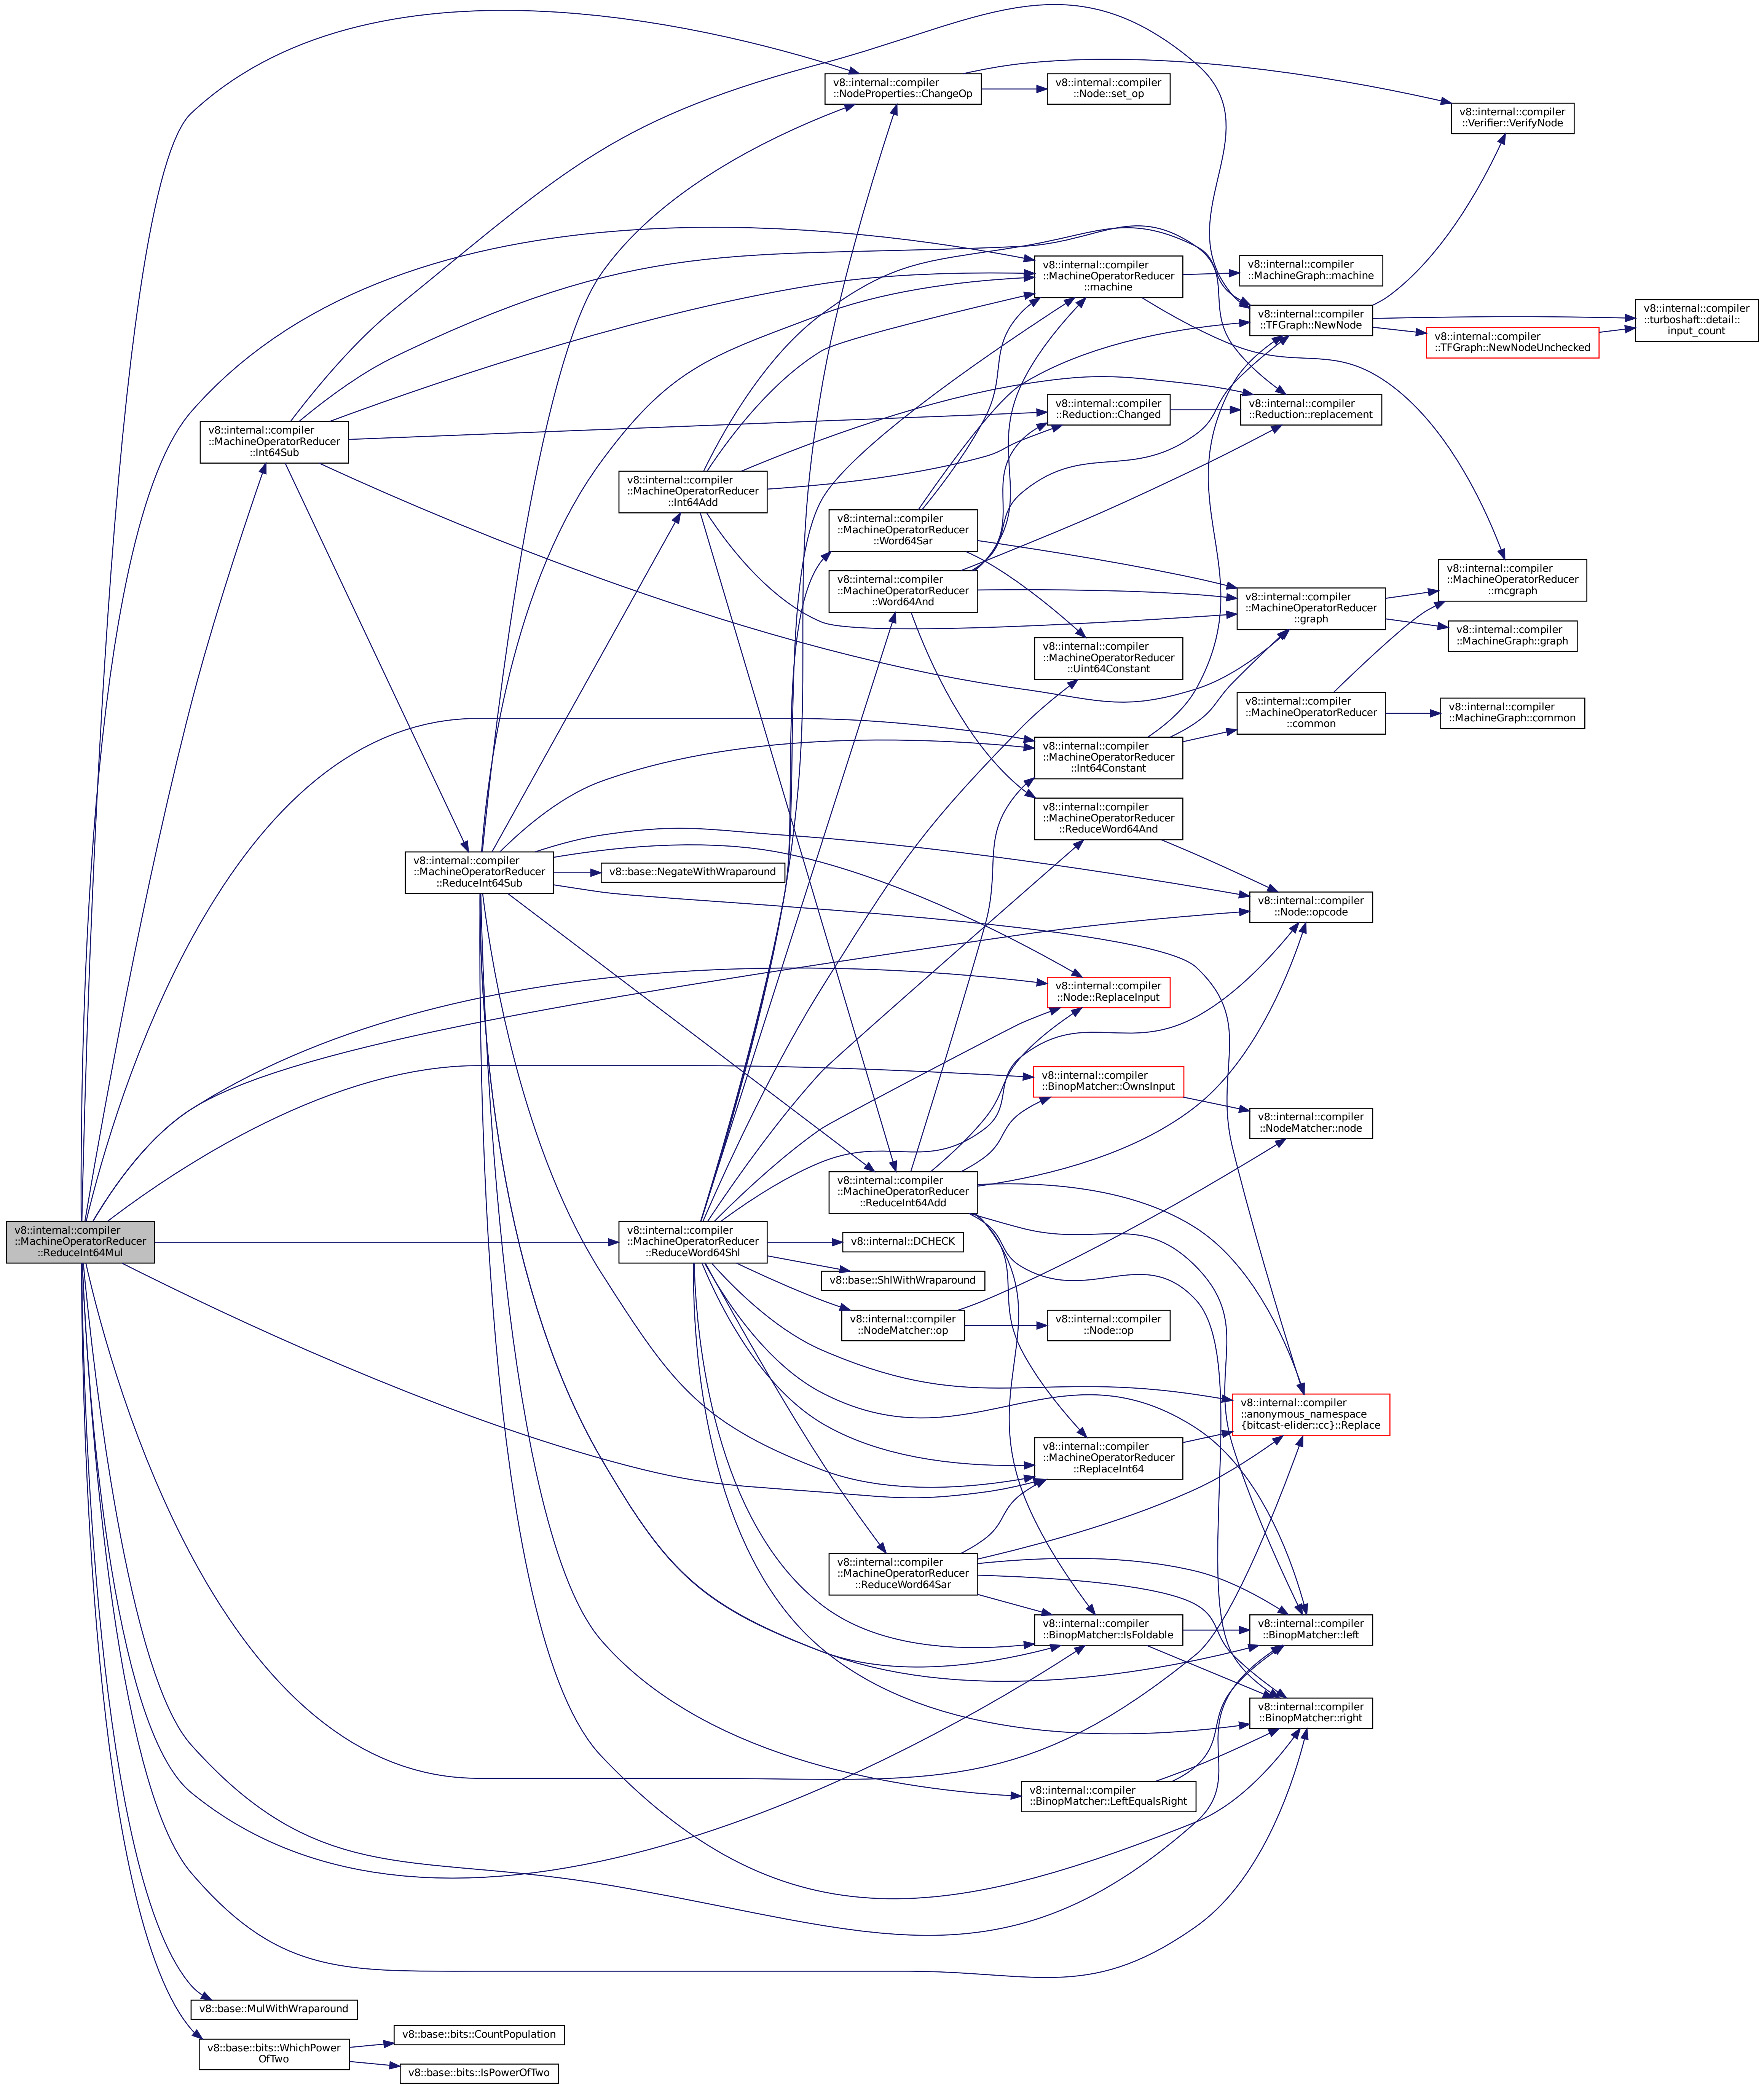 v8::internal::compiler
::NodeProperties::ChangeOp
v8::internal::compiler
::Node::set_op
v8::internal::compiler
::Verifier::VerifyNode
v8::internal::compiler
::MachineOperatorReducer
::machine
v8::internal::compiler
::MachineGraph::machine
v8::internal::compiler
::TFGraph::NewNode
v8::internal::compiler
::turboshaft::detail::
input_count
v8::internal::compiler
::TFGraph::NewNodeUnchecked
v8::internal::compiler
::Reduction::Changed
v8::internal::compiler
::Reduction::replacement
v8::internal::compiler
::MachineOperatorReducer
::Int64Sub
v8::internal::compiler
::MachineOperatorReducer
::Int64Add
v8::internal::compiler
::MachineOperatorReducer
::Word64Sar
v8::internal::compiler
::MachineOperatorReducer
::Word64And
v8::internal::compiler
::MachineOperatorReducer
::mcgraph
v8::internal::compiler
::MachineOperatorReducer
::graph
v8::internal::compiler
::MachineGraph::graph
v8::internal::compiler
::MachineOperatorReducer
::Uint64Constant
v8::internal::compiler
::MachineOperatorReducer
::common
v8::internal::compiler
::MachineGraph::common
v8::internal::compiler
::MachineOperatorReducer
::Int64Constant
v8::internal::compiler
::MachineOperatorReducer
::ReduceWord64And
v8::internal::compiler
::MachineOperatorReducer
::ReduceInt64Sub
v8::base::NegateWithWraparound
v8::internal::compiler
::Node::opcode
v8::internal::compiler
::Node::ReplaceInput
v8::internal::compiler
::BinopMatcher::OwnsInput
v8::internal::compiler
::NodeMatcher::node
v8::internal::compiler
::MachineOperatorReducer
::ReduceInt64Add
v8::internal::compiler
::MachineOperatorReducer
::ReduceInt64Mul
v8::internal::compiler
::MachineOperatorReducer
::ReduceWord64Shl
v8::internal::DCHECK
v8::base::ShlWithWraparound
v8::internal::compiler
::NodeMatcher::op
v8::internal::compiler
::Node::op
v8::internal::compiler
::anonymous_namespace
{bitcast-elider::cc}::Replace
v8::internal::compiler
::MachineOperatorReducer
::ReplaceInt64
v8::internal::compiler
::MachineOperatorReducer
::ReduceWord64Sar
v8::internal::compiler
::BinopMatcher::IsFoldable
v8::internal::compiler
::BinopMatcher::left
v8::internal::compiler
::BinopMatcher::right
v8::internal::compiler
::BinopMatcher::LeftEqualsRight
v8::base::MulWithWraparound
v8::base::bits::WhichPower
OfTwo
v8::base::bits::CountPopulation
v8::base::bits::IsPowerOfTwo